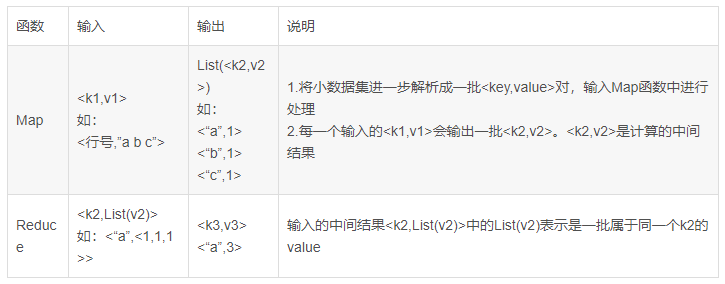 函数
输入
输出
说明
Map
<k1,v1>
如：
<行号,”a b c”>
List(<k2,v2
>)
如：
<“a”,1>
<“b”,1>
<“c”,1>
1.将小数据集进一步解析成一批<key,value>对，输入Map函数中进行
处理
2.每一个输入的<k1,v1>会输出一批<k2,v2>。<k2,v2>是计算的中间
结果
Reduc
e
<k2,List(v2)>
如：<“a”,<1,1,1
>>
<k3,v3>
<“a”,3>
输入的中间结果<k2,List(v2)>中的List(v2)表示是一批属于同一个k2的
value